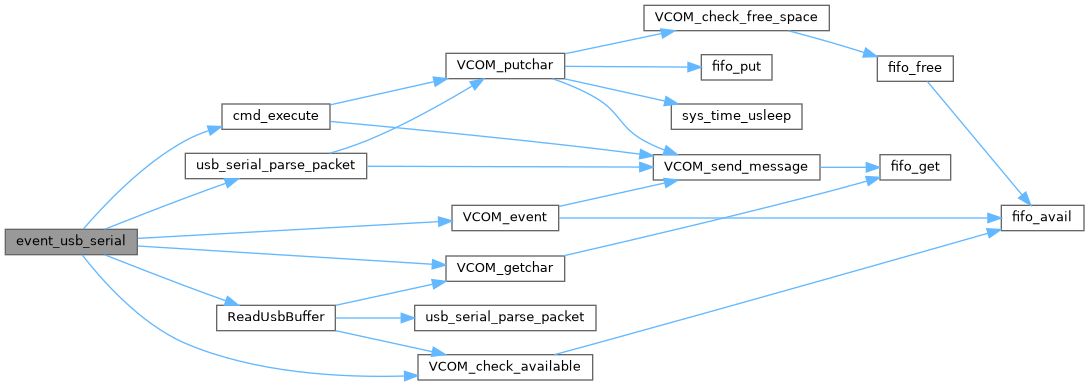 event_usb_serial
cmd_execute
usb_serial_parse_packet
VCOM_event
VCOM_getchar
ReadUsbBuffer
usb_serial_parse_packet
VCOM_check_available
VCOM_putchar
VCOM_check_free_space
fifo_put
sys_time_usleep
VCOM_send_message
fifo_free
fifo_get
fifo_avail